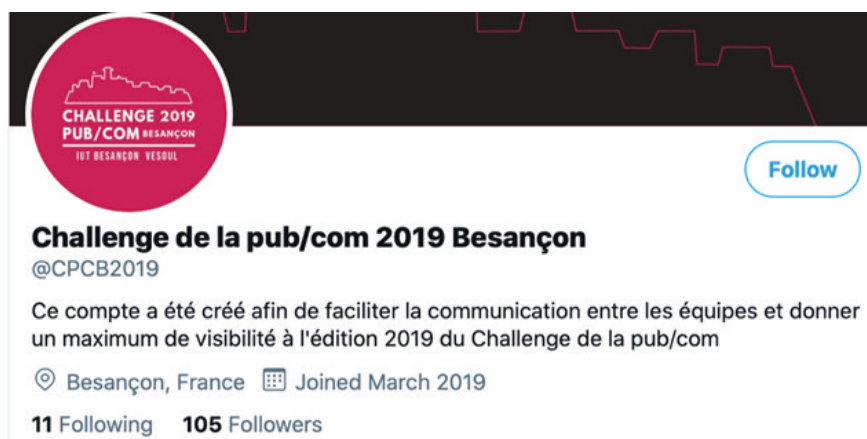 CHALLENGE 2019
PUB/COM BESANÇON
IUT BESANÇON VESOUL
Follow
Challenge de la pub/com 2019 Besançon
@CPCB2019
Ce compte a été créé afin de faciliter la communication entre les équipes et donner
un maximum de visibilité à l'édition 2019 du Challenge de la pub/com
Besançon, France Joined March 2019
11 Following 105 Followers